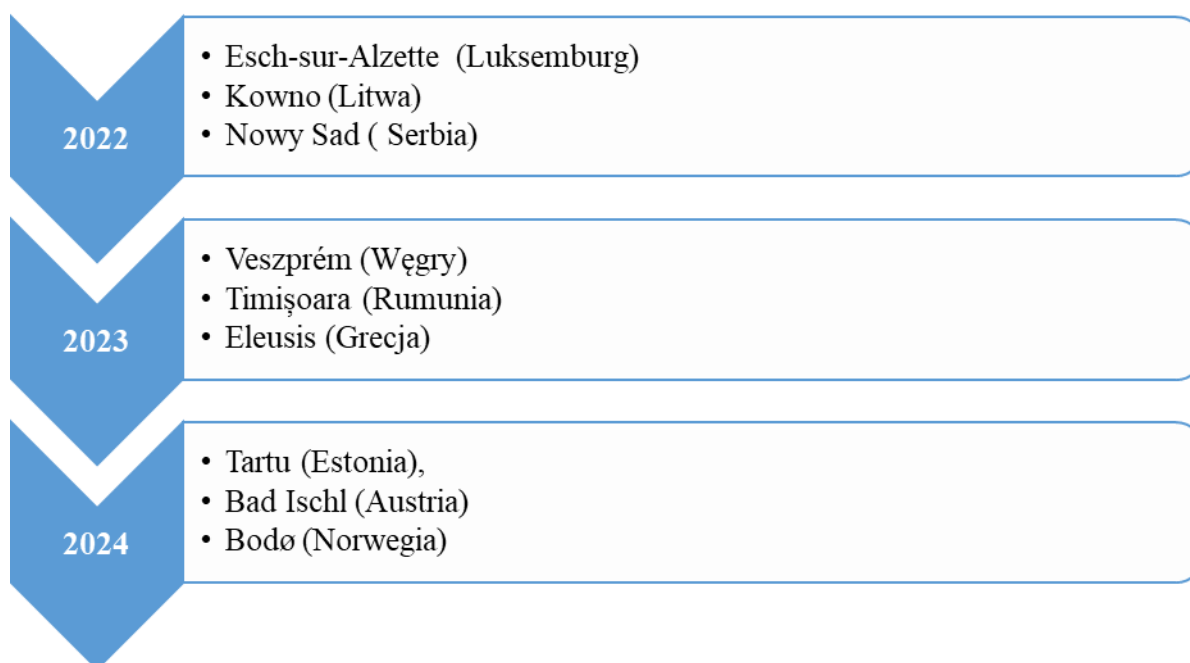 2022
• Esch-sur-Alzette (Luksemburg)
• Kowno (Litwa)
• Nowy Sad ( Serbia)
2023
• Veszprém (Węgry)
• Timișoara (Rumunia)
• Eleusis (Grecja)
2024
• Tartu (Estonia),
• Bad Ischl (Austria)
• Bodø (Norwegia)